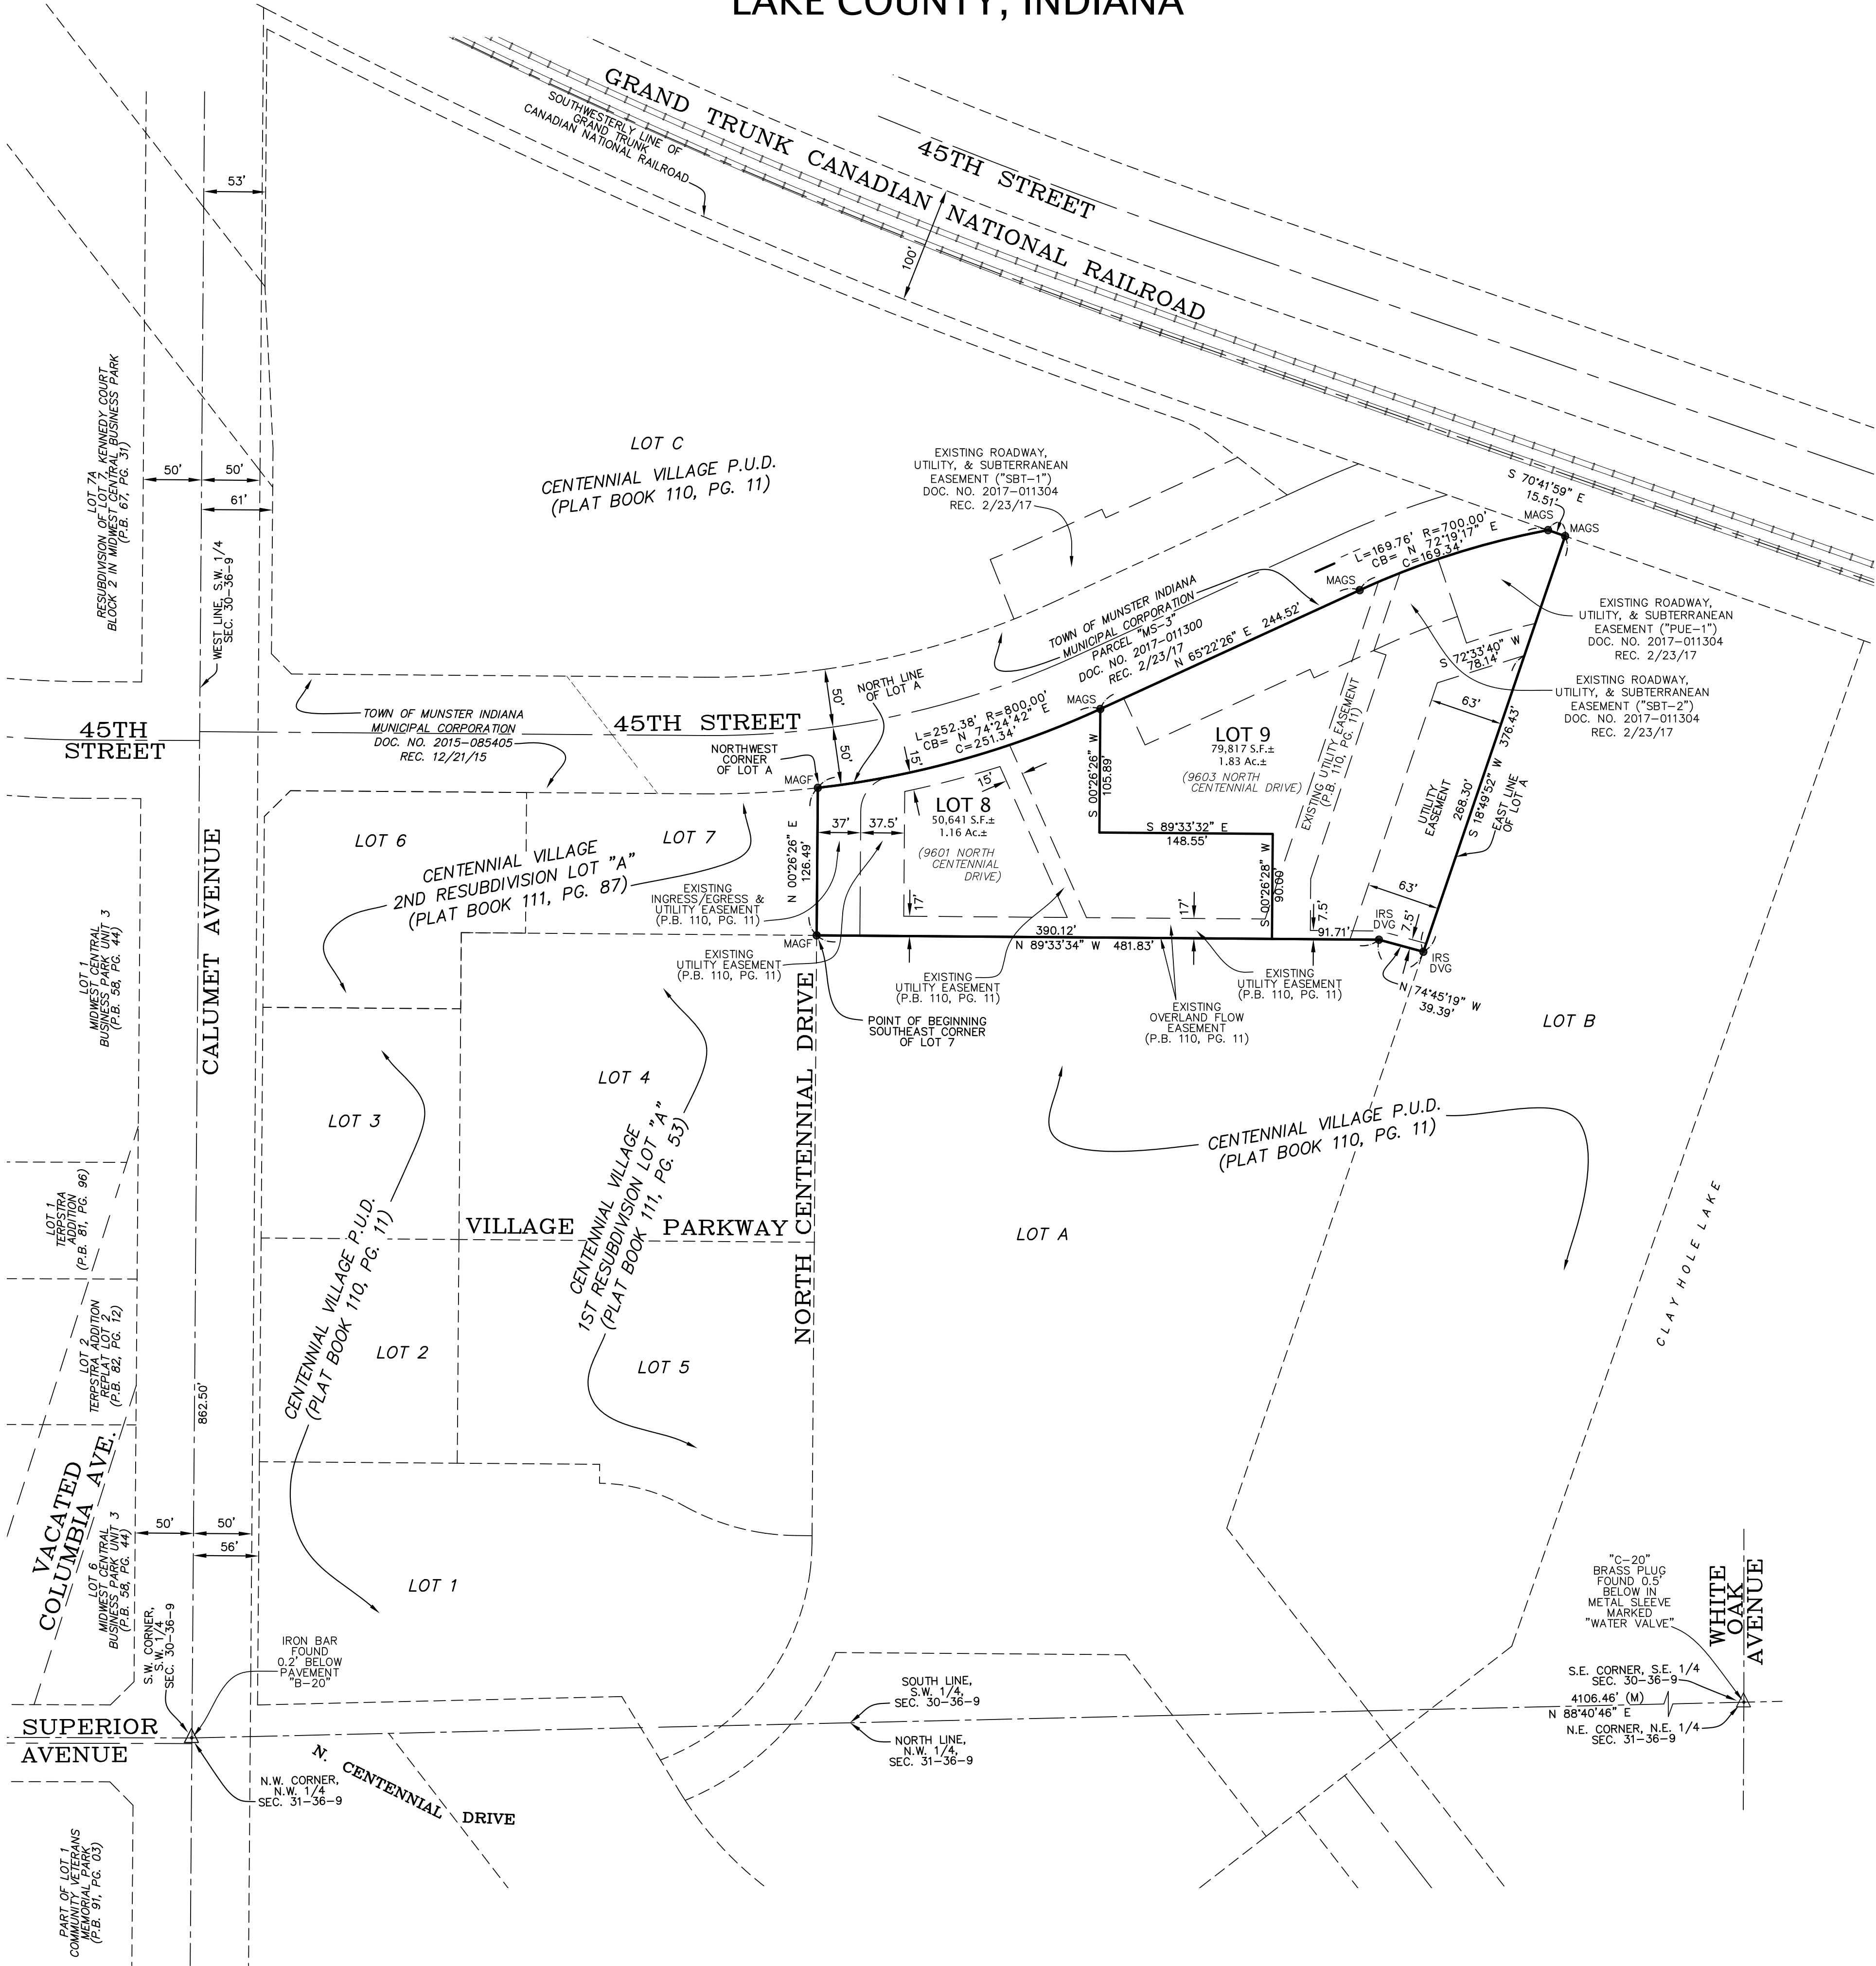 LAKE COUNTY, INDIANA
GRAND TRUNK CANADIAN NATIONAL RAILROAD
45TH STREET
SOUTHWESTERLY LINE OF
GRAND TRUNK
CANADIAN NATIONAL RAILROAD
100'
53'
50'
50'
61'
LOT 7A
RESUBDIVISION OF LOT 7, KENNEDY COURT
BLOCK 2 IN MIDWEST CENTRAL BUSINESS PARK
(P.B. 67, PG. 31)
WEST LINE, S.W. 1/4
SEC. 30-36-9
LOT C
CENTENNIAL VILLAGE P.U.D.
(PLAT BOOK 110, PG. 11)
EXISTING ROADWAY,
UTILITY, & SUBTERRANEAN
EASEMENT ("SBT-1")
DOC. NO. 2017-011304
REC. 2/23/17
S 70°41'59" E
15.51'
MAGS
MAGS
L=169.76' R=700.00'
CB= N 72°19'17" E
C=169.34'
MAGS
TOWN OF MUNSTER INDIANA
MUNICIPAL CORPORATION
PARCEL "MS-3"
DOC. NO. 2017-011300
REC. 2/23/17
N 65°22'26" E 244.52'
EXISTING ROADWAY,
UTILITY, & SUBTERRANEAN
EASEMENT ("PUE-1")
DOC. NO. 2017-011304
REC. 2/23/17
S 72°33'40" W
78.14'
EXISTING ROADWAY,
UTILITY, & SUBTERRANEAN
EASEMENT ("SBT-2")
DOC. NO. 2017-011304
REC. 2/23/17
63'
376.43'
S 18°49'52" W
268.30'
EAST LINE
OF LOT A
UTILITY
EASEMENT
63'
45TH
STREET
TOWN OF MUNSTER INDIANA
MUNICIPAL CORPORATION
DOC. NO. 2015-085405
REC. 12/21/15
45TH STREET
50'
50'
NORTH LINE
OF LOT A
NORTHWEST
CORNER
OF LOT A
MAGF
L=252.38' R=800.00'
CB= N 74°24'42" E
C=251.34'
MAGS
15'
15'
LOT 8
50,641 S.F.±
1.16 Ac.±
(9601 NORTH
CENTENNIAL
DRIVE)
37'
37.5'
N 00°26'26" E
126.49'
17'
S 00°26'26" W
105.89'
LOT 9
79,817 S.F.±
1.83 Ac.±
(9603 NORTH
CENTENNIAL DRIVE)
EXISTING UTILITY EASEMENT
(P.B. 110, PG. 11)
S 89°33'32" E
148.55'
S 00°26'28" W
90.00'
17'
7.5'
91.71'
IRS
DVG
7.5'
IRS
DVG
N 74°45'19" W
39.39'
390.12'
N 89°33'34" W 481.83'
MAGF
LOT 6
LOT 7
CENTENNIAL VILLAGE
2ND RESUBDIVISION LOT "A"
(PLAT BOOK 111, PG. 87)
EXISTING
INGRESS/EGRESS &
UTILITY EASEMENT
(P.B. 110, PG. 11)
EXISTING
UTILITY EASEMENT
(P.B. 110, PG. 11)
POINT OF BEGINNING
SOUTHEAST CORNER
OF LOT 7
EXISTING
UTILITY EASEMENT
(P.B. 110, PG. 11)
EXISTING
OVERLAND FLOW
EASEMENT
(P.B. 110, PG. 11)
EXISTING
UTILITY EASEMENT
(P.B. 110, PG. 11)
LOT B
CALUMET AVENUE
LOT 1
MIDWEST CENTRAL
BUSINESS PARK UNIT 3
(P.B. 58, PG. 44)
LOT 3
LOT 4
NORTH CENTENNIAL DRIVE
CENTENNIAL VILLAGE
1ST RESUBDIVISION LOT "A"
(PLAT BOOK 111, PG. 53)
CENTENNIAL VILLAGE P.U.D.
(PLAT BOOK 110, PG. 11)
LOT A
CLAY HOLE LAKE
LOT 1
TERPSTRA
ADDITION
(P.B. 81, PG. 96)
VILLAGE PARKWAY
CENTENNIAL VILLAGE P.U.D.
(PLAT BOOK 110, PG. 11)
LOT 2
TERPSTRA ADDITION
REPLAT LOT 2
(P.B. 82, PG. 12)
LOT 2
LOT 5
862.50'
VACATED
COLUMBIA AVE.
LOT 6
MIDWEST CENTRAL
BUSINESS PARK UNIT 3
(P.B. 58, PG. 44)
50'
50'
56'
LOT 1
S.W. CORNER,
S.W. 1/4
SEC. 30-36-9
IRON BAR
FOUND
0.2' BELOW
PAVEMENT
"B-20"
SUPERIOR
AVENUE
N.W. CORNER,
N.W. 1/4
SEC. 31-36-9
N. CENTENNIAL DRIVE
SOUTH LINE,
S.W. 1/4,
SEC. 30-36-9
NORTH LINE,
N.W. 1/4,
SEC. 31-36-9
"C-20"
BRASS PLUG
FOUND 0.5'
BELOW IN
METAL SLEEVE
MARKED
"WATER VALVE"
WHITE
OAK
AVENUE
S.E. CORNER, S.E. 1/4
SEC. 30-36-9
4106.46' (M)
N 88°40'46" E
N.E. CORNER, N.E. 1/4
SEC. 31-36-9
PART OF LOT 1
COMMUNITY VETERANS
MEMORIAL PARK
(P.B. 91, PG. 03)